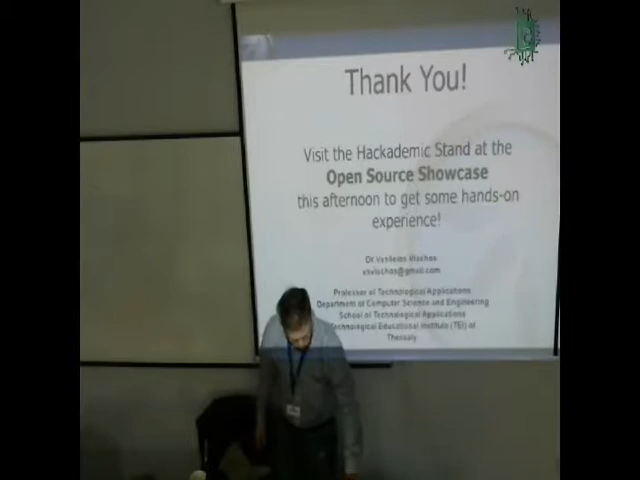 Thank You!
Visit the Hackademic Stand at the
Open Source Showcase
this afternoon to get some hands-on
experience!
Dr Vasileios Vlachos
vsvlachos@gmail.com
Professor of Technological Applications
Department of Computer Science and Engineering
School of Technological Applications
Technological Educational Institute (TEI) of
Thessaly